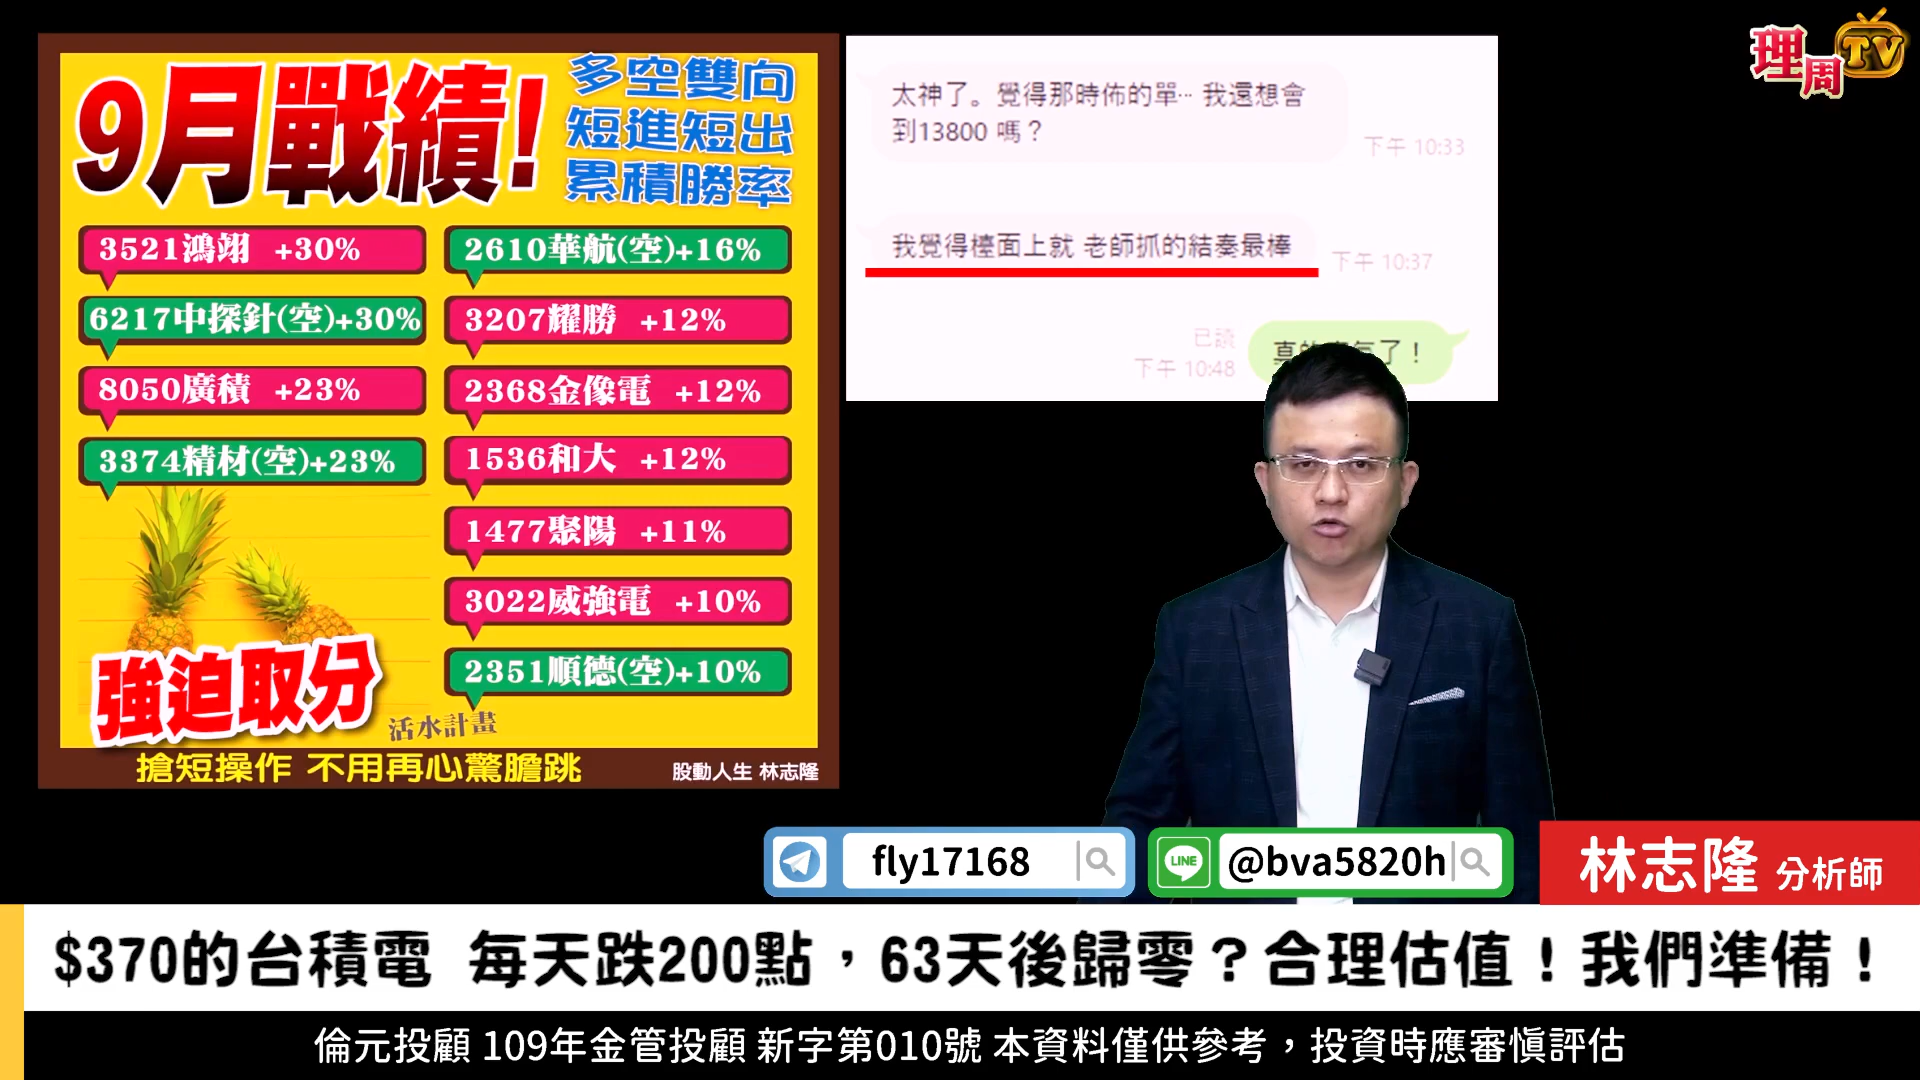 9月戰績!
多空雙向
短進短出
累積勝率
3521鴻翊 +30%
6217中探針(空)+30%
8050廣積 +23%
3374精材(空)+23%
2610華航(空)+16%
3207耀勝 +12%
2368金像電 +12%
1536和大 +12%
1477聚陽 +11%
3022威強電 +10%
2351順德(空)+10%
強迫取分
活水計畫
搶短操作 不用再心驚膽跳
股動人生 林志隆
太神了。覺得那時佈的單… 我還想會
到13800 嗎？
下午 10:33
我覺得檯面上就 老師抓的結奏最棒
下午 10:37
已讀
下午 10:48
了！
理周TV
fly17168
LINE
@bva5820h
林志隆 分析師
$370的台積電 每天跌200點，63天後歸零？合理估值！我們準備！
倫元投顧 109年金管投顧 新字第010號 本資料僅供參考，投資時應審慎評估